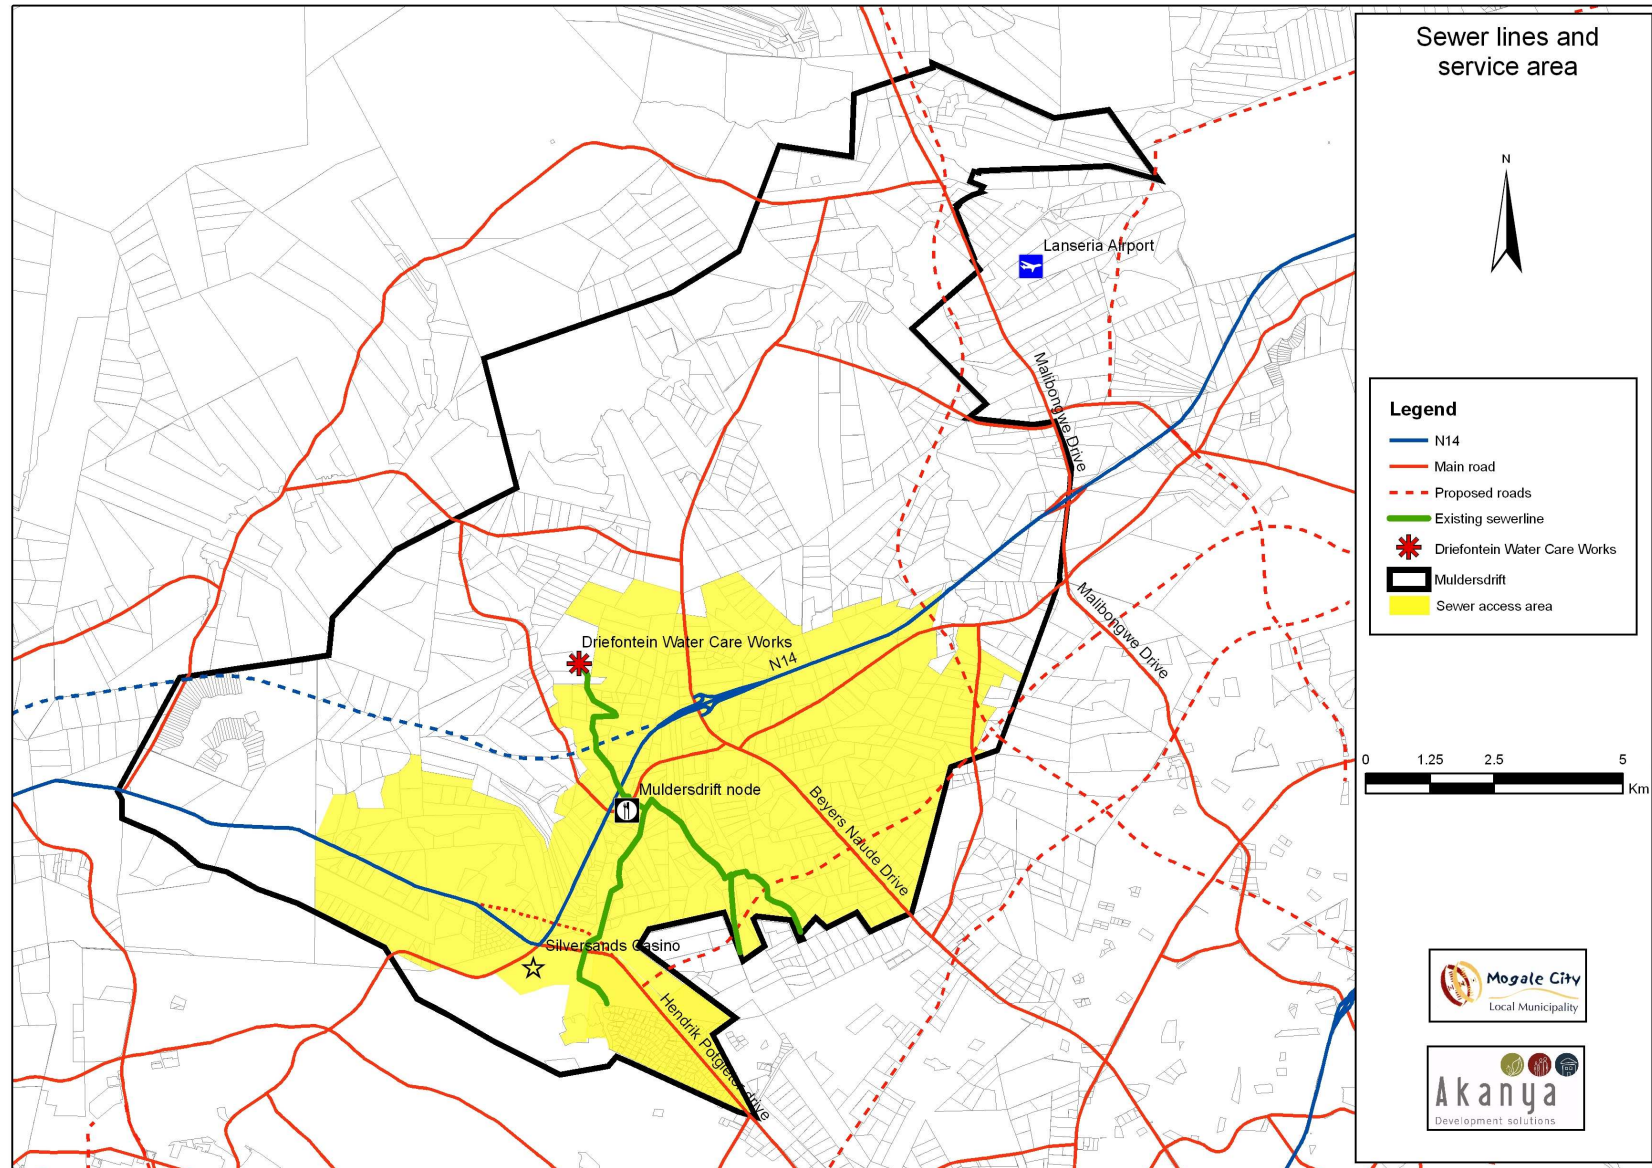 Sewer lines and
service area
N
Lanseria Airport
Malibongwe Drive
Malibongwe Drive
Driefontein Water Care Works
N14
Muldersdrift node
Beyers Naude Drive
Silversands Casino
Hendrik Potgieter drive
Legend
N14
Main road
Proposed roads
Existing sewerline
Driefontein Water Care Works
Muldersdrift
Sewer access area
0 1.25 2.5 5
Km
Mogale City
Local Municipality
Akanya
Development solutions